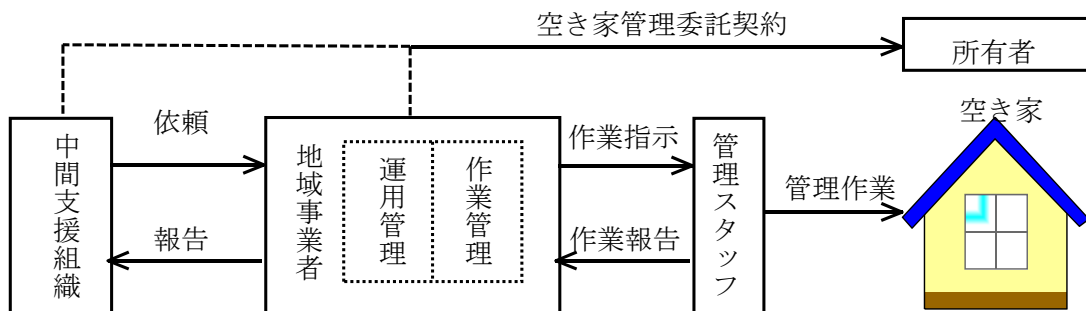 空き家管理委託契約
所有者
空き家
中間支援組織
依頼
報告
地域事業者
運用管理
作業管理
作業指示
作業報告
管理スタッフ
管理作業